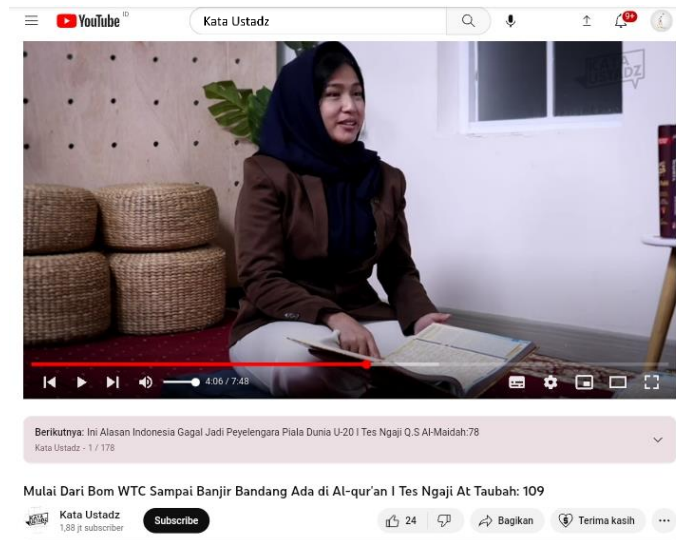 YouTube ID
Kata Ustadz
9+
KATA
USTADZ
4:06 / 7:48
Berikutnya: Ini Alasan Indonesia Gagal Jadi Peyelengara Piala Dunia U-20 I Tes Ngaji Q.S Al-Maidah:78
Kata Ustadz - 1 / 178
Mulai Dari Bom WTC Sampai Banjir Bandang Ada di Al-qur'an I Tes Ngaji At Taubah: 109
Kata Ustadz
1,88 jt subscriber
Subscribe
24
Bagikan
Terima kasih